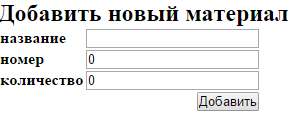 Добавить новый материал
название
номер 0
количество 0
Добавить